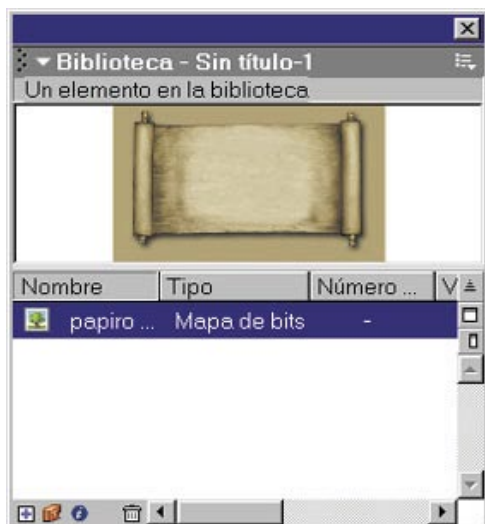 Biblioteca - Sin título-1
Un elemento en la biblioteca
Nombre Tipo Número ... V
papiro ... Mapa de bits -